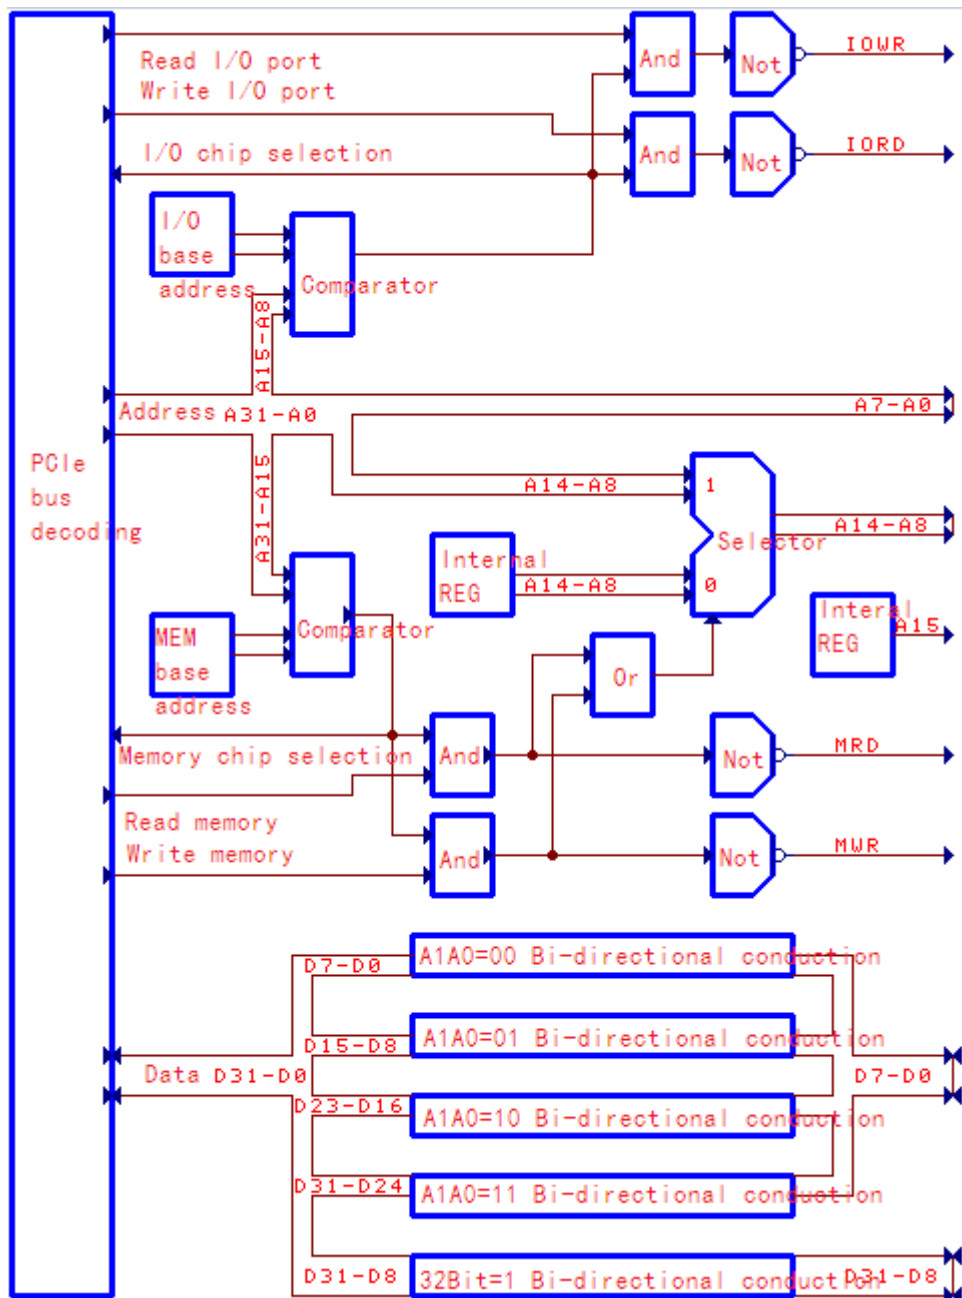 And
Not
IOWR
Read I/O port
Write I/O port
And
Not
IORD
I/O chip selection
I/O
base
address
Comparator
A15-A8
Address A31-A0
A7-A0
PCIe
bus
decoding
A31-A15
A14-A8
1
Selector
A14-A8
Internal
REG
A14-A8
0
Interal
REG
A15
Comparator
MEM
base
address
Or
Memory chip selection
And
Not
MRD
Read memory
Write memory
And
Not
MWR
A1A0=00 Bi-directional conduction
D7-D0
A1A0=01 Bi-directional conduction
D15-D8
Data D31-D0
D7-D0
D23-D16
A1A0=10 Bi-directional conduction
D31-D24
A1A0=11 Bi-directional conduction
D31-D8
32Bit=1 Bi-directional conduction
D31-D8